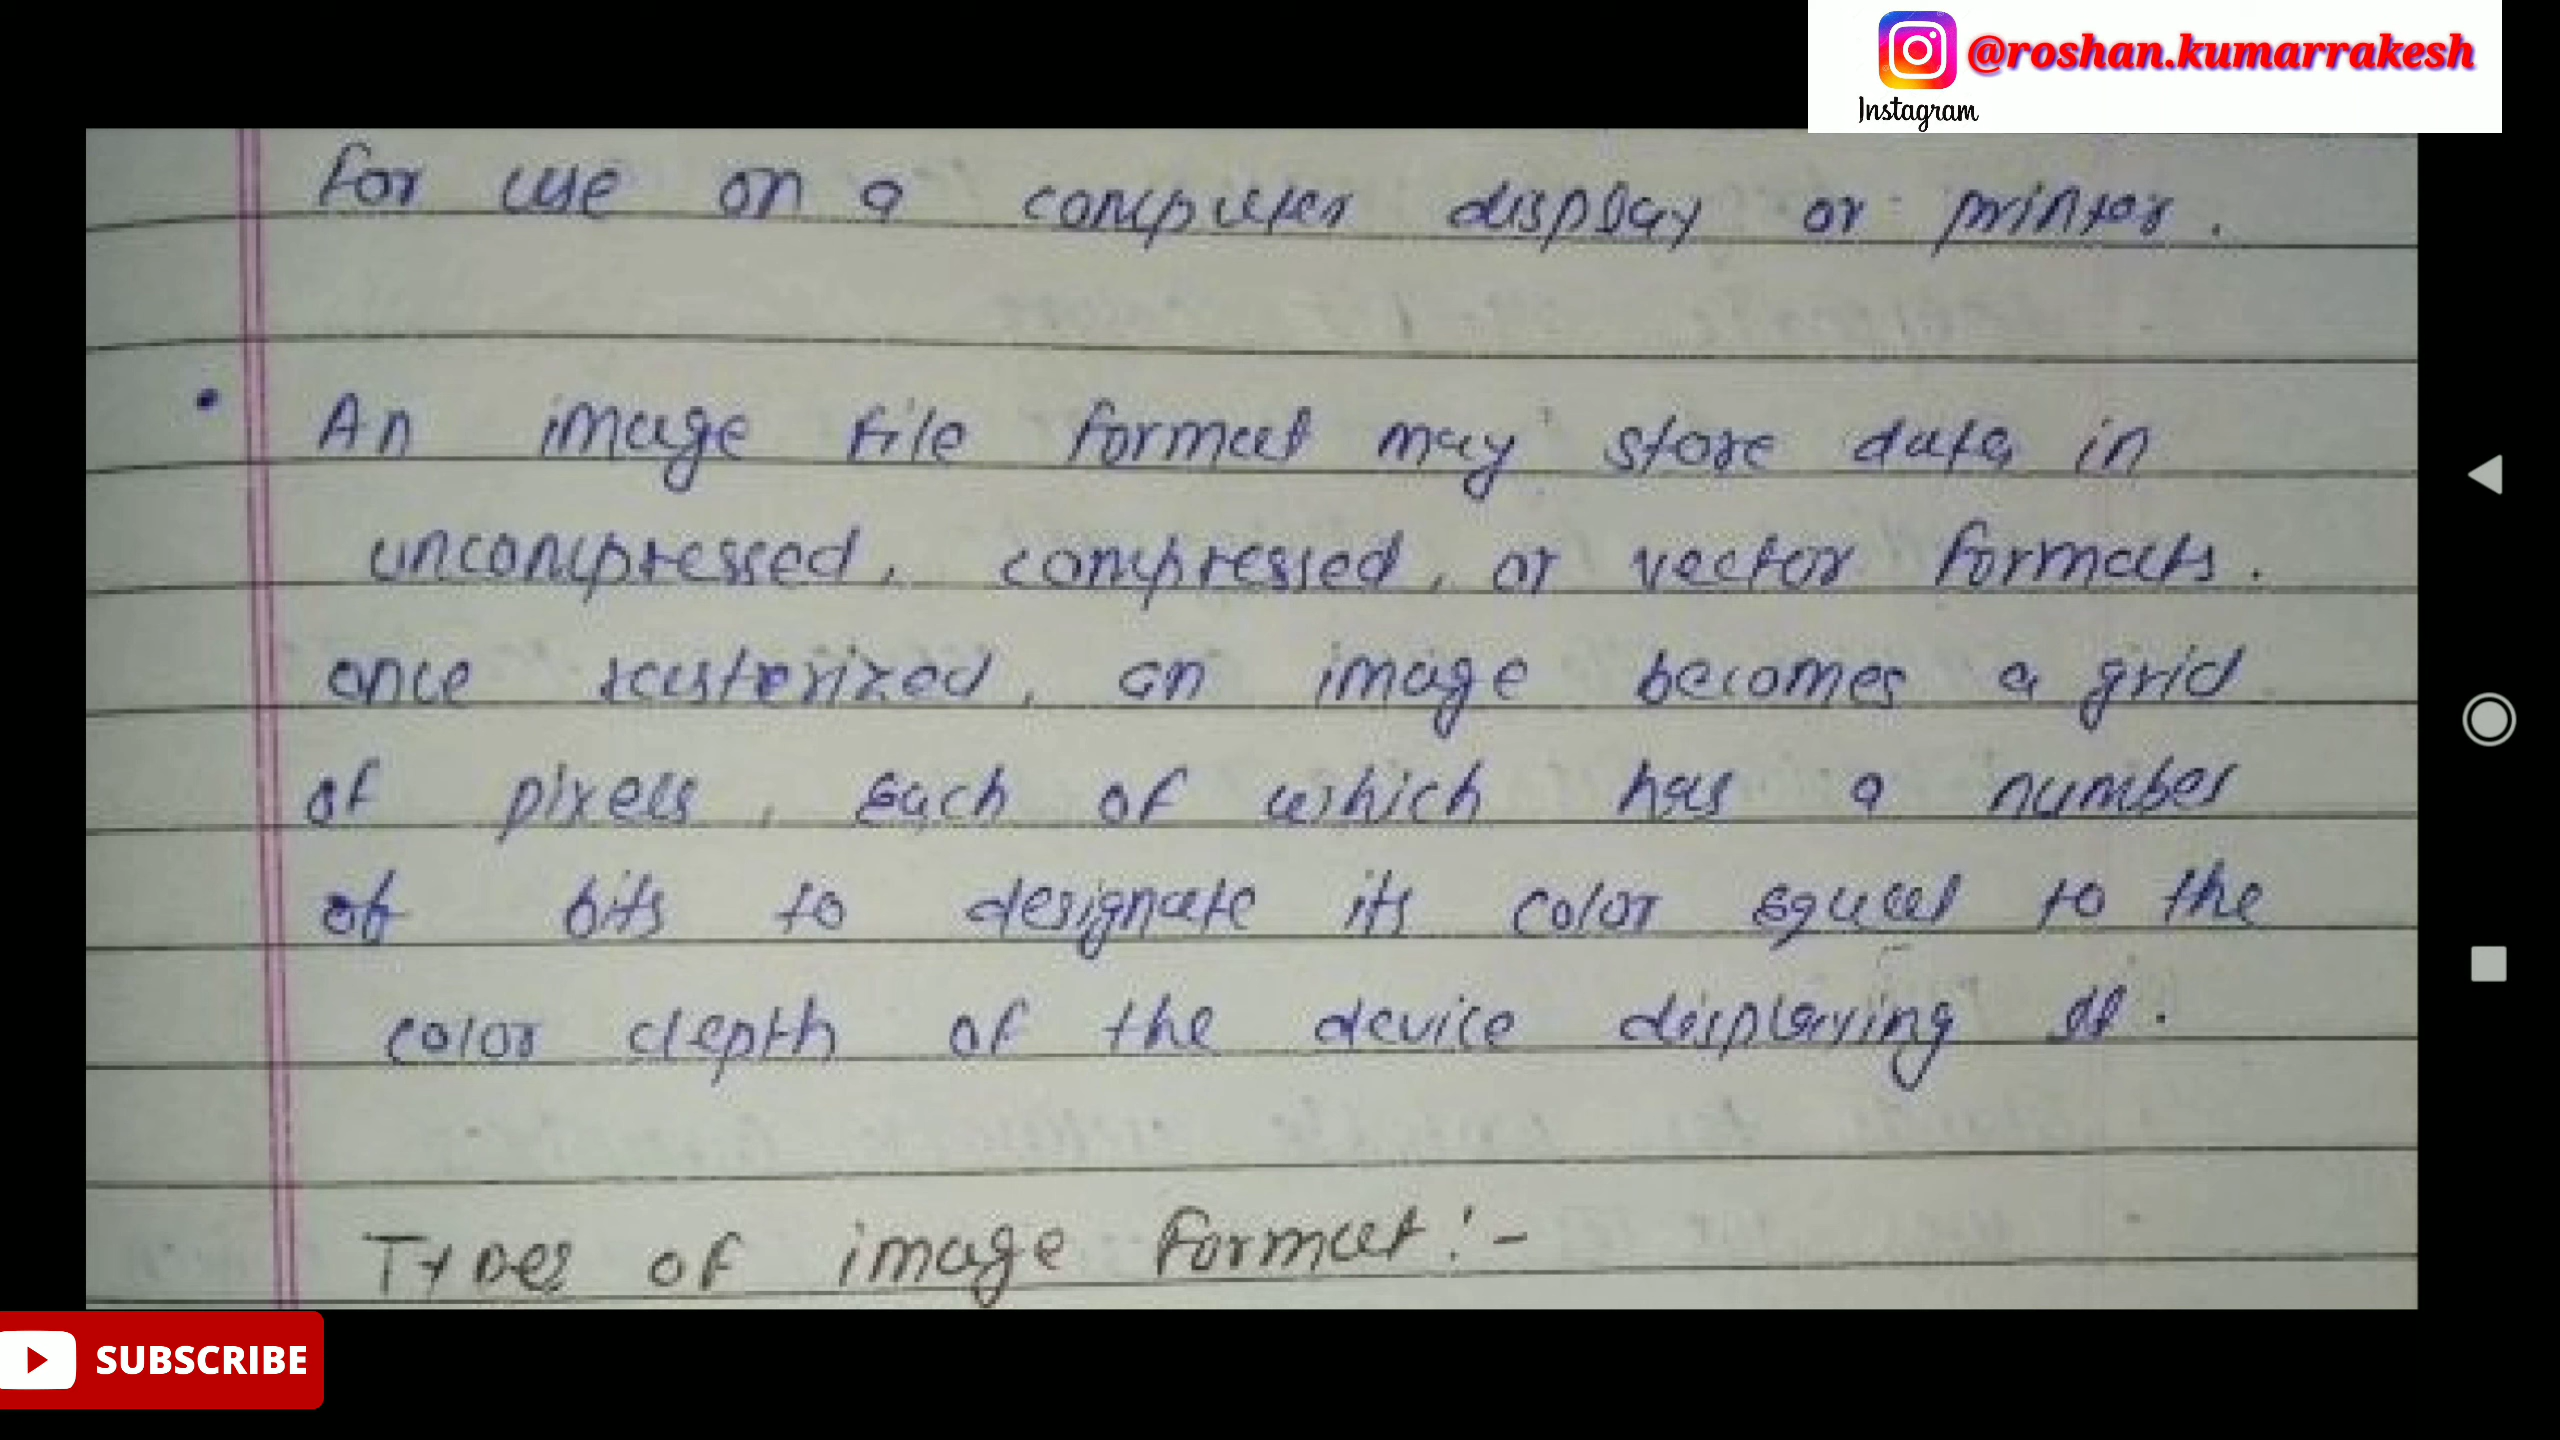 @roshan.kumarrakesh
Instagram
for use on a computer display or printer.
• An image file format may store data in
uncompressed, compressed, or vector formats.
once rasterized, an image becomes a grid
of pixels, Each of which has a number
of bits to designate its color equal to the
color depth of the device displaying it.
Types of image format:-
SUBSCRIBE